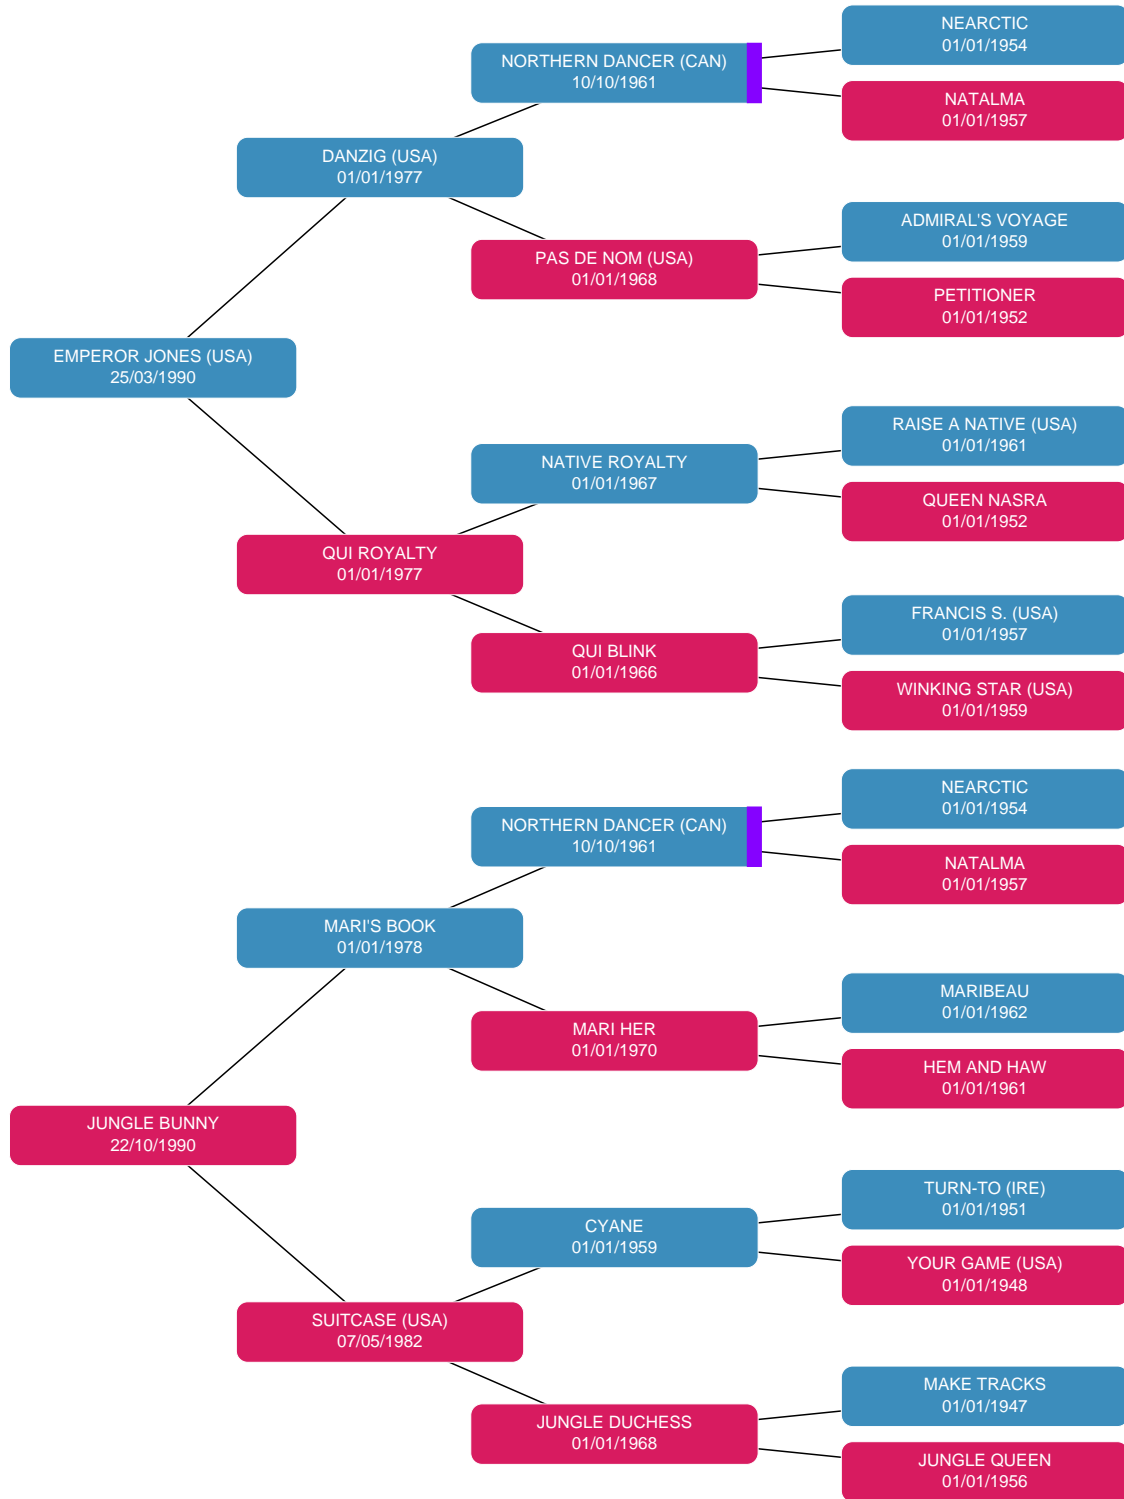 NEARCTIC
01/01/1954
NORTHERN DANCER (CAN)
10/10/1961
NATALMA
01/01/1957
DANZIG (USA)
01/01/1977
ADMIRAL'S VOYAGE
01/01/1959
PAS DE NOM (USA)
01/01/1968
PETITIONER
01/01/1952
EMPEROR JONES (USA)
25/03/1990
RAISE A NATIVE (USA)
01/01/1961
NATIVE ROYALTY
01/01/1967
QUEEN NASRA
01/01/1952
QUI ROYALTY
01/01/1977
FRANCIS S. (USA)
01/01/1957
QUI BLINK
01/01/1966
WINKING STAR (USA)
01/01/1959
NEARCTIC
01/01/1954
NORTHERN DANCER (CAN)
10/10/1961
NATALMA
01/01/1957
MARI'S BOOK
01/01/1978
MARIBEAU
01/01/1962
MARI HER
01/01/1970
HEM AND HAW
01/01/1961
JUNGLE BUNNY
22/10/1990
TURN-TO (IRE)
01/01/1951
CYANE
01/01/1959
YOUR GAME (USA)
01/01/1948
SUITCASE (USA)
07/05/1982
MAKE TRACKS
01/01/1947
JUNGLE DUCHESS
01/01/1968
JUNGLE QUEEN
01/01/1956